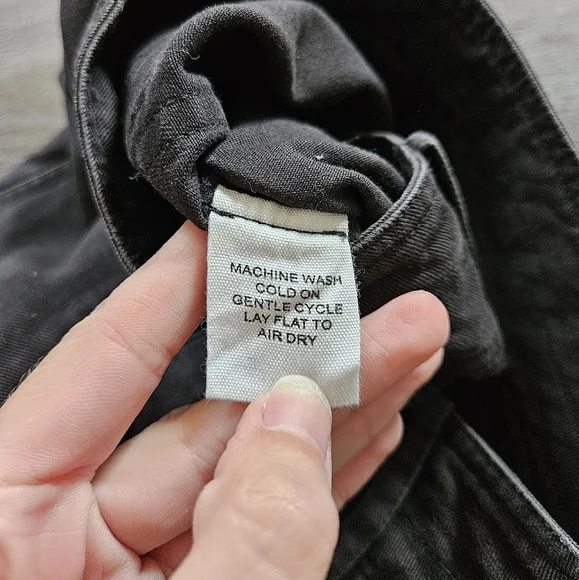 MACHINE WASH
COLD ON
GENTLE CYCLE
LAY FLAT TO
AIR DRY